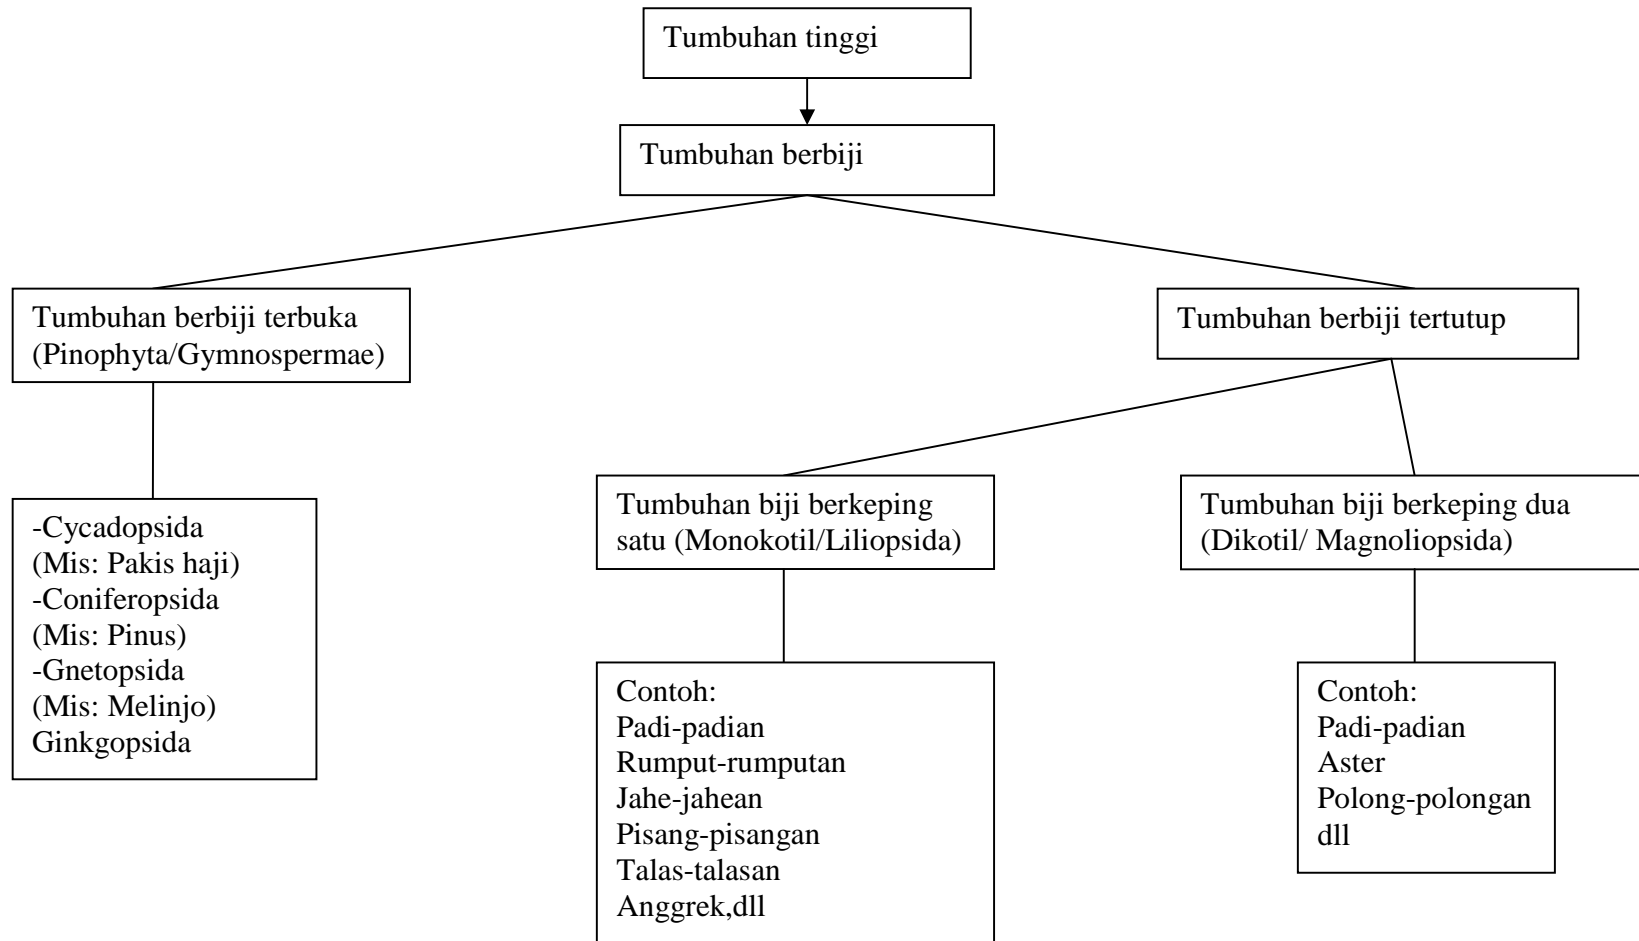 Tumbuhan tinggi
Tumbuhan berbiji
Tumbuhan berbiji terbuka
(Pinophyta/Gymnospermae)
Tumbuhan berbiji tertutup
-Cycadopsida
(Mis: Pakis haji)
-Coniferopsida
(Mis: Pinus)
-Gnetopsida
(Mis: Melinjo)
Ginkgopsida
Tumbuhan biji berkeping
satu (Monokotil/Liliopsida)
Tumbuhan biji berkeping dua
(Dikotil/ Magnoliopsida)
Contoh:
Padi-padian
Rumput-rumputan
Jahe-jahean
Pisang-pisangan
Talas-talasan
Anggrek,dll
Contoh:
Padi-padian
Aster
Polong-polongan
dll